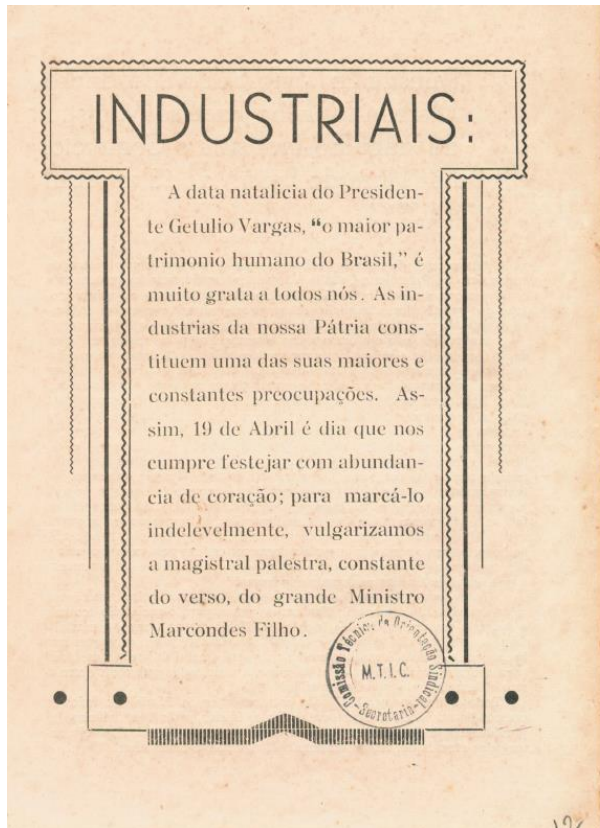 INDUSTRIAIS:
A data natalicia do Presiden-
te Getulio Vargas, “o maior pa-
trimonio humano do Brasil,” é
muito grata a todos nós. As in-
dustrias da nossa Pátria cons-
tituem uma das suas maiores e
constantes preocupações. As-
sim, 19 de Abril é dia que nos
cumpre festejar com abundan-
cia de coração; para marcá-lo
indelevelmente, vulgarizamos
a magistral palestra, constante
do verso, do grande Ministro
Marcondes Filho.
Comissão Técnica de Orientação Sindical
M.T.I.C.
-Secretaria-